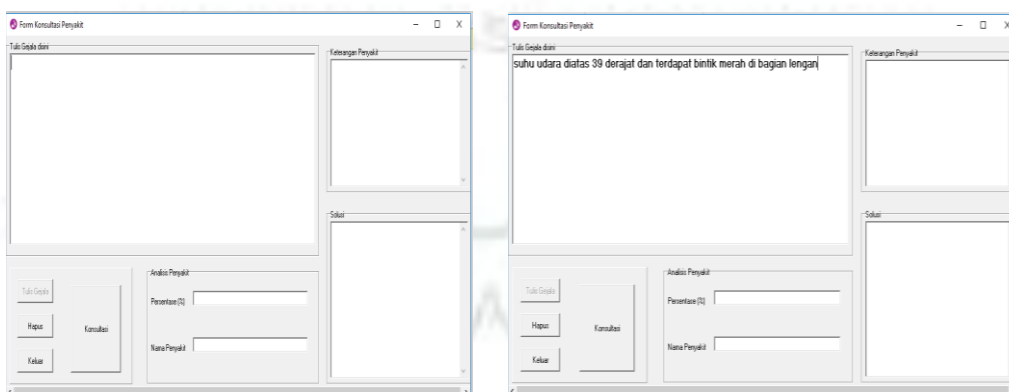 Form Konsultasi Penyakit
Tulis Gejala disini
Keterangan Penyakit
Solusi
Tulis Gejala
Hapus
Keluar
Konsultasi
Analisis Penyakit
Persentase (%)
Nama Penyakit
Form Konsultasi Penyakit
Tulis Gejala disini
suhu udara diatas 39 derajat dan terdapat bintik merah di bagian lengan
Keterangan Penyakit
Solusi
Tulis Gejala
Hapus
Keluar
Konsultasi
Analisis Penyakit
Persentase (%)
Nama Penyakit